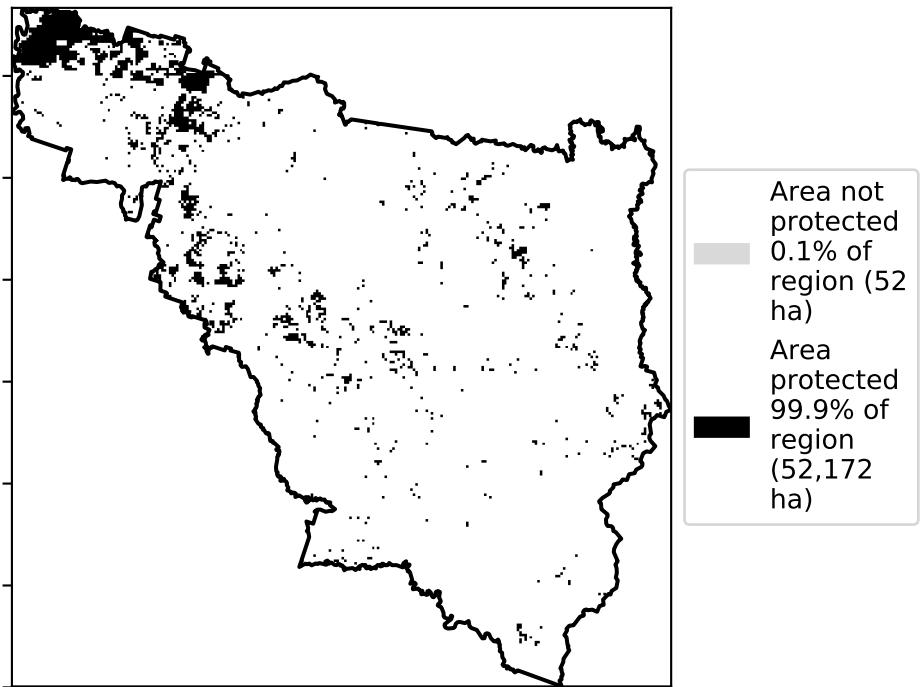 Area not
protected
0.1% of
region (52
ha)
Area
protected
99.9% of
region
(52,172
ha)